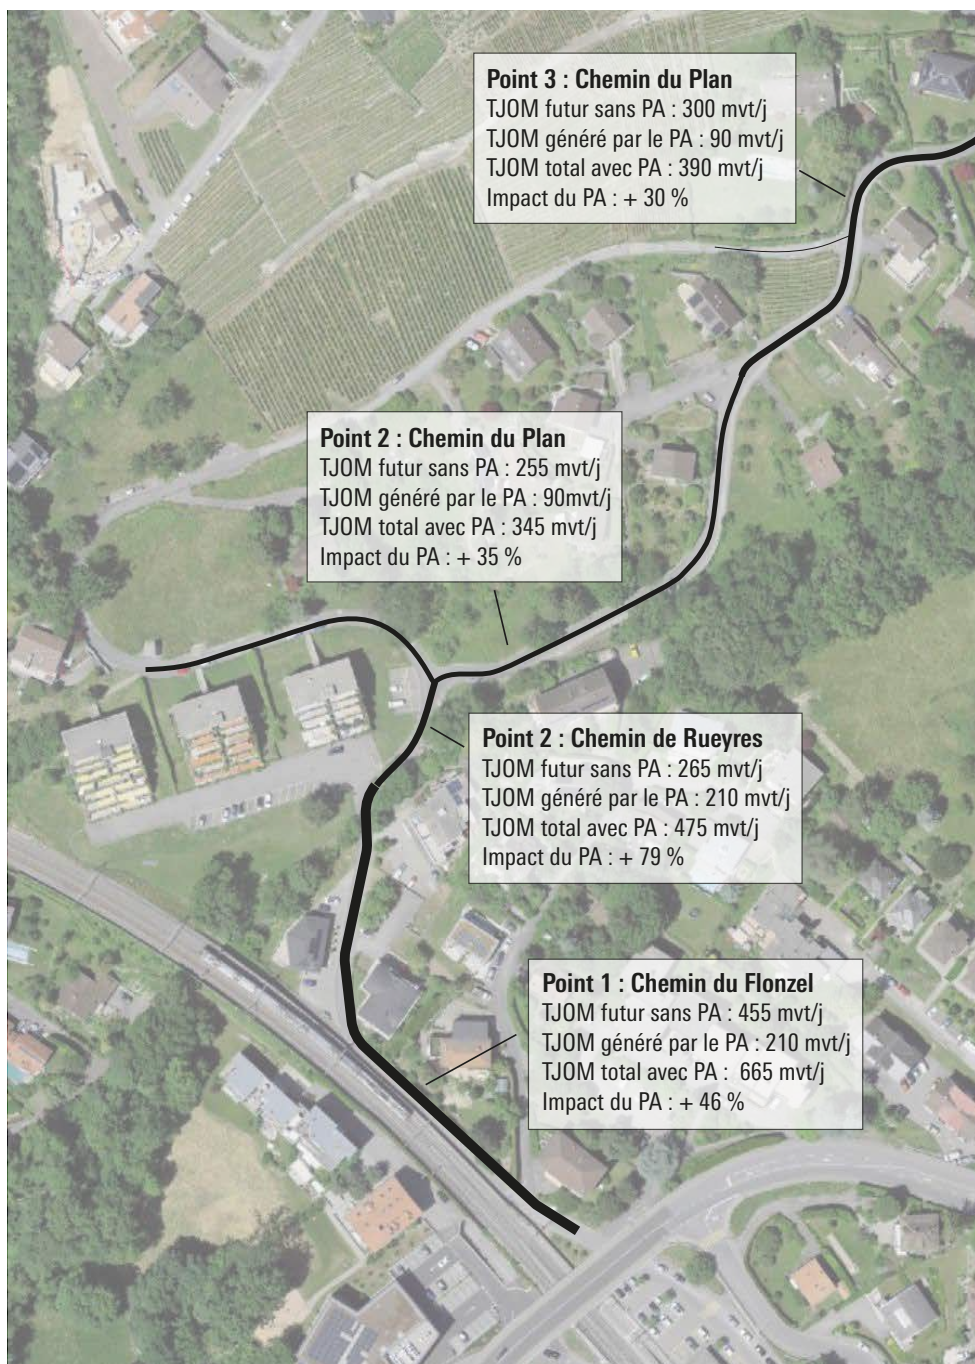 Point 3 : Chemin du Plan
TJOM futur sans PA : 300 mvt/j
TJOM généré par le PA : 90 mvt/j
TJOM total avec PA : 390 mvt/j
Impact du PA : + 30 %
Point 2 : Chemin du Plan
TJOM futur sans PA : 255 mvt/j
TJOM généré par le PA : 90mvt/j
TJOM total avec PA : 345 mvt/j
Impact du PA : + 35 %
Point 2 : Chemin de Rueyres
TJOM futur sans PA : 265 mvt/j
TJOM généré par le PA : 210 mvt/j
TJOM total avec PA : 475 mvt/j
Impact du PA : + 79 %
Point 1 : Chemin du Flonzel
TJOM futur sans PA : 455 mvt/j
TJOM généré par le PA : 210 mvt/j
TJOM total avec PA :  665 mvt/j
Impact du PA : + 46 %